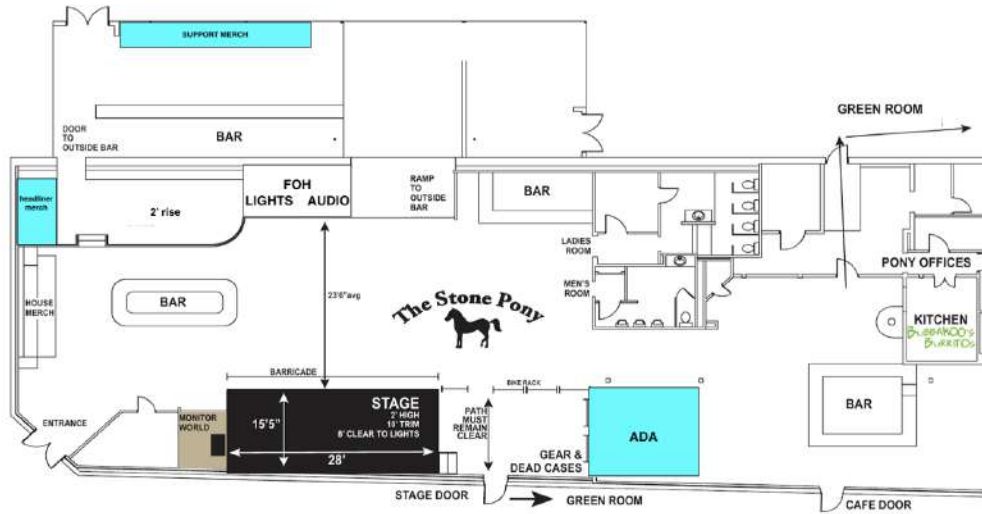 SUPPORT MERCH
GREEN ROOM
DOOR
TO
OUTSIDE BAR
BAR
headliner
merch
2' rise
FOH
LIGHTS AUDIO
RAMP
TO
OUTSIDE
BAR
BAR
LADIES
ROOM
MEN'S
ROOM
PONY OFFICES
HOUSE
MERCH
BAR
23'6"avg
The Stone Pony
KITCHEN
BUBBAKOO'S
BURRITOS
BARRICADE
BIKE RACK
ENTRANCE
MONITOR
WORLD
15'5"
STAGE
2' HIGH
10' TRIM
8' CLEAR TO LIGHTS
28'
PATH
MUST
REMAIN
CLEAR
GEAR &
DEAD CASES
ADA
BAR
STAGE DOOR
GREEN ROOM
CAFE DOOR